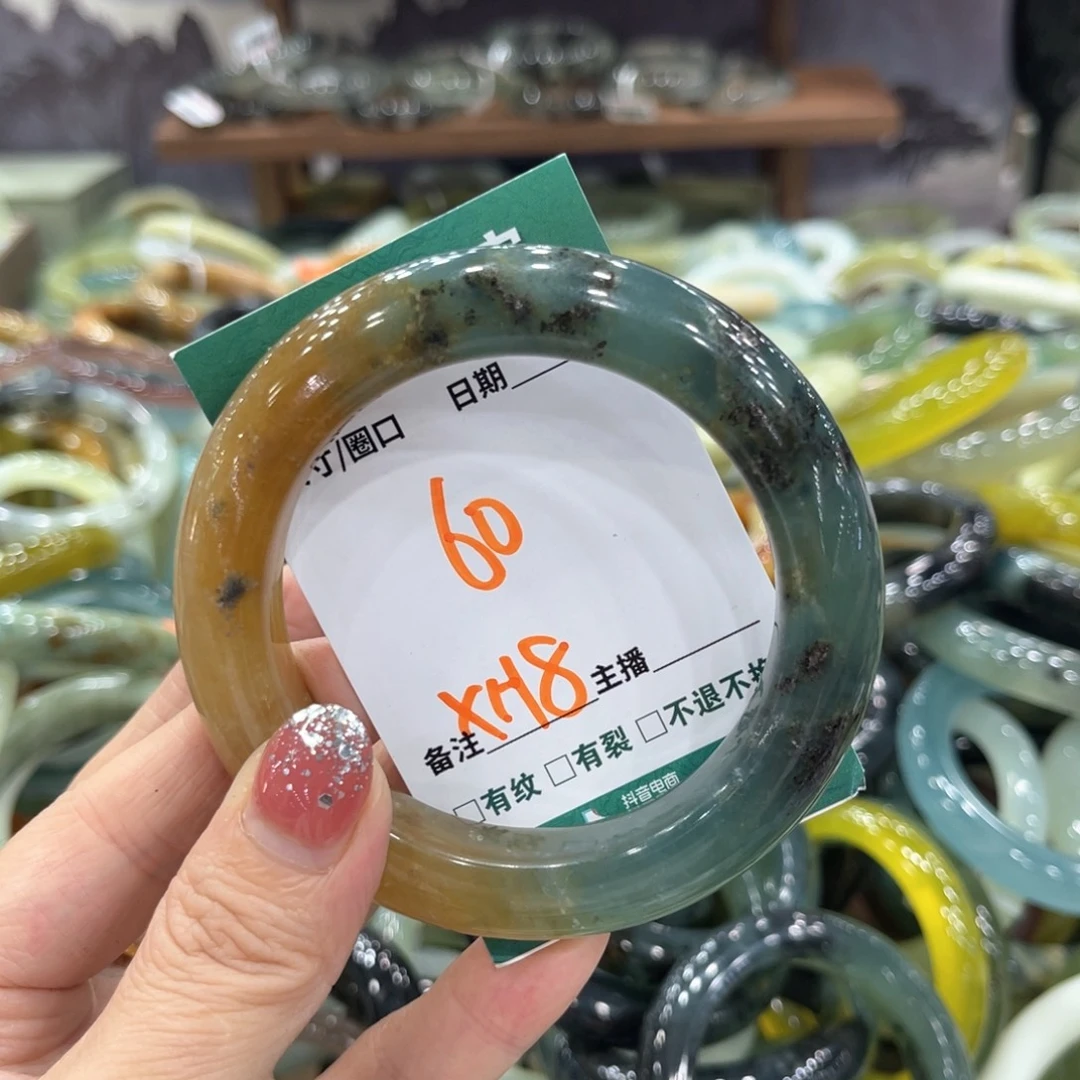 日期
寸/圈口
60
XH8
主播
备注
□有纹 □有裂 □不退不换
抖音电商